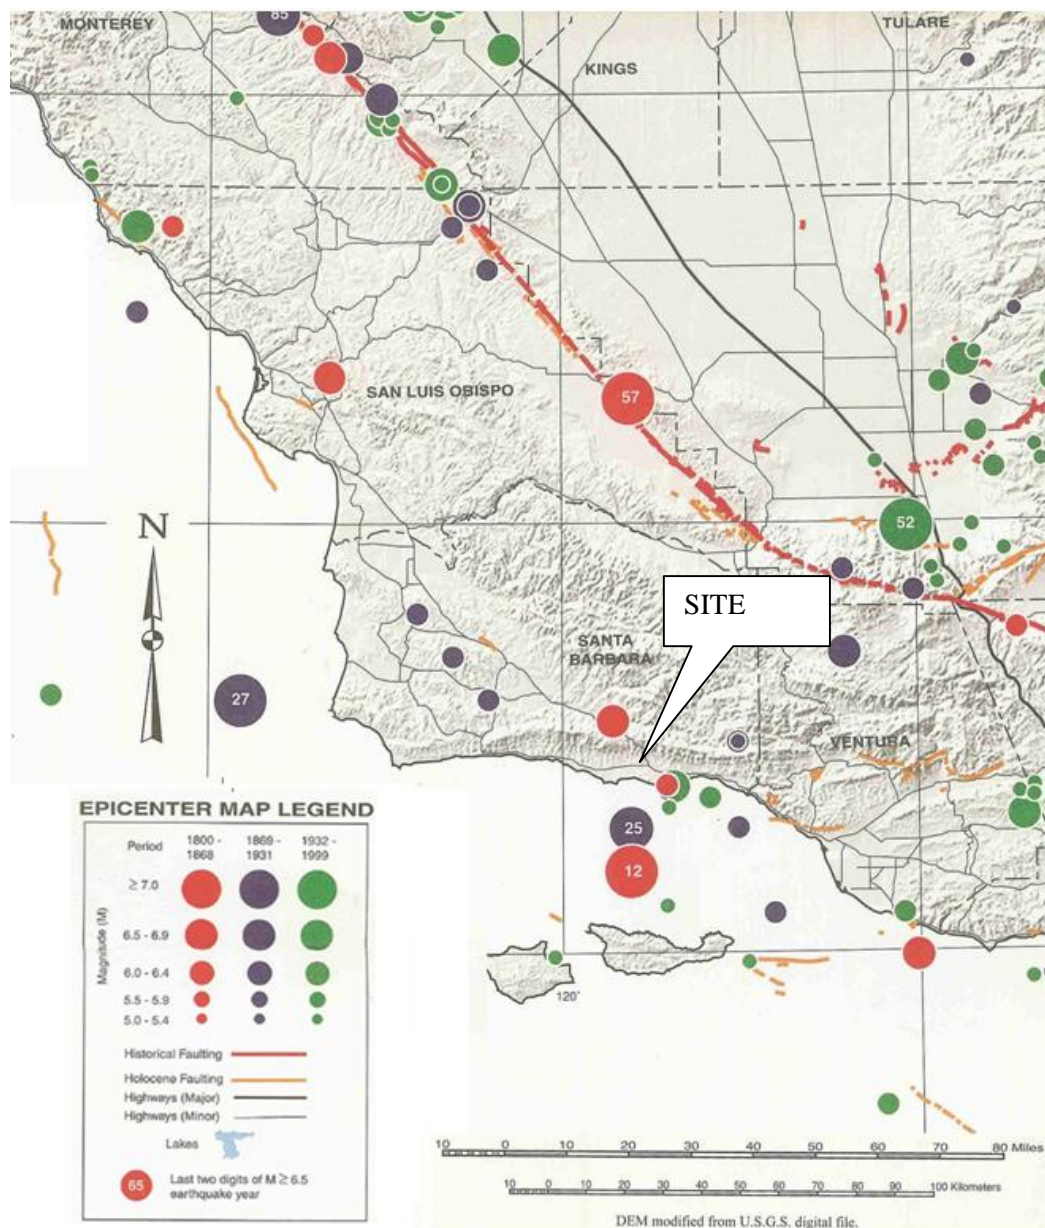 MONTEREY
85
TULARE
KINGS
57
SAN LUIS OBISPO
N
52
SITE
SANTA
BARBARA
27
VENTURA
25
12
120°
EPICENTER MAP LEGEND
Period
1800 - 1869 - 1932 -
1868 1931 1999
≥ 7.0
6.5 - 6.9
Magnitude (M)
6.0 - 6.4
5.5 - 5.9
5.0 - 5.4
Historical Faulting
Holocene Faulting
Highways (Major)
Highways (Minor)
Lakes
65 Last two digits of M ≥ 6.5
earthquake year
10 0 10 20 30 40 50 60 70 80 Miles
10 0 10 20 30 40 50 60 70 80 90 100 Kilometers
DEM modified from U.S.G.S. digital file.